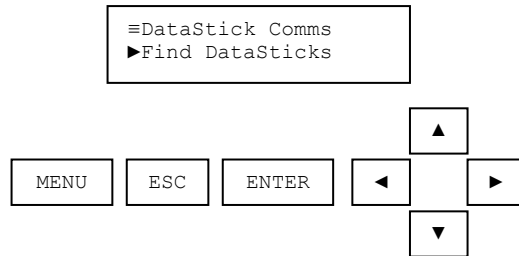 ≡DataStick Comms
►Find DataSticks
▲
MENU ESC ENTER ◄ ►
▼